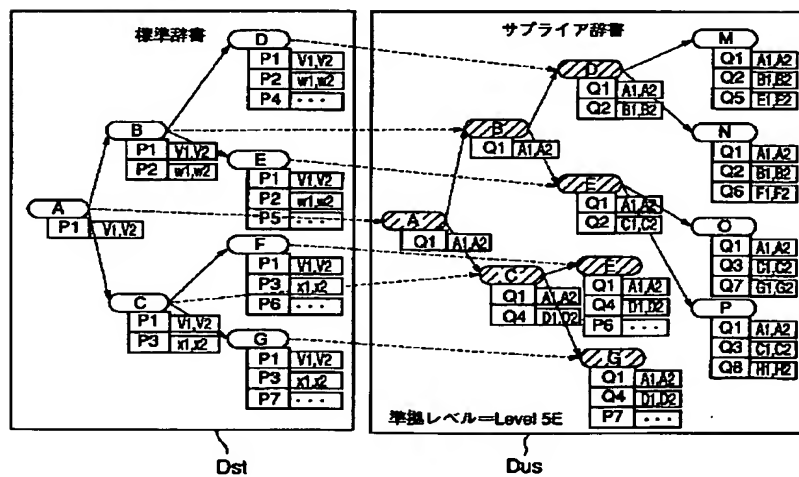 標準辞書
サプライア辞書
D
P1 V1,V2
P2 w1,w2
P4 ・・・
B
P1 V1,V2
P2 w1,w2
E
P1 V1,V2
P2 w1,w2
P5 ・・・
A
P1 V1,V2
F
P1 V1,V2
P3 x1,x2
P6 ・・・
C
P1 V1,V2
P3 x1,x2
G
P1 V1,V2
P3 x1,x2
P7 ・・・
M
Q1 A1,A2
Q2 B1,B2
Q5 E1,E2
D
Q1 A1,A2
Q2 B1,B2
B
Q1 A1,A2
N
Q1 A1,A2
Q2 B1,B2
Q6 F1,F2
E
Q1 A1,A2
Q2 C1,C2
A
Q1 A1,A2
O
Q1 A1,A2
Q3 C1,C2
Q7 G1,G2
C
Q1 A1,A2
Q4 D1,D2
E
Q1 A1,A2
Q4 D1,D2
P6 ・・・
P
Q1 A1,A2
Q3 C1,C2
Q8 H1,H2
G
Q1 A1,A2
Q4 D1,D2
P7 ・・・
準拠レベル=Level 5E
Dst
Dus